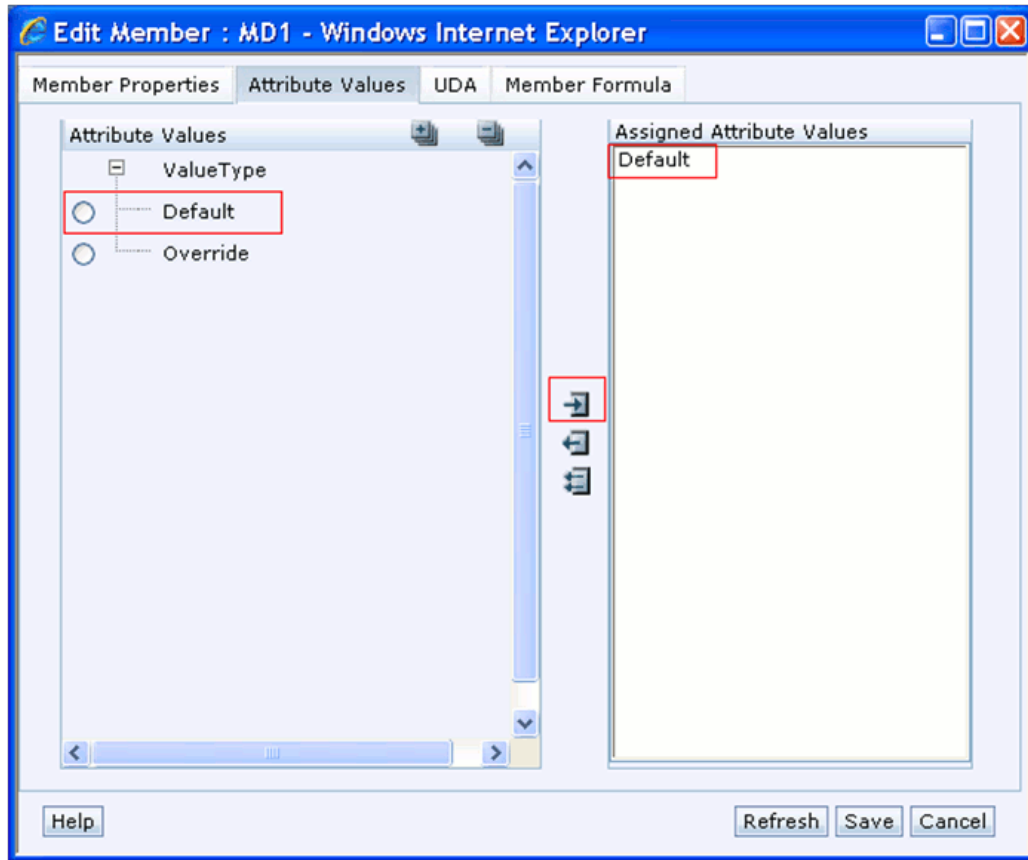 Edit Member : MD1 - Windows Internet Explorer
Member Properties
Attribute Values
UDA
Member Formula
Attribute Values
ValueType
Default
Override
Assigned Attribute Values
Default
Help
Refresh
Save
Cancel